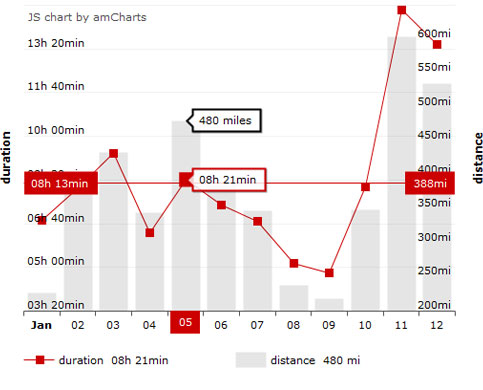 JS chart by amCharts
13h 20min
11h 40min
10h 00min
08h 13min
06h 40min
05h 00min
03h 20min
duration
480 miles
08h 21min
600mi
550mi
500mi
450mi
400mi
388mi
350mi
300mi
250mi
200mi
distance
Jan 02 03 04 05 06 07 08 09 10 11 12
duration 08h 21min distance 480 mi